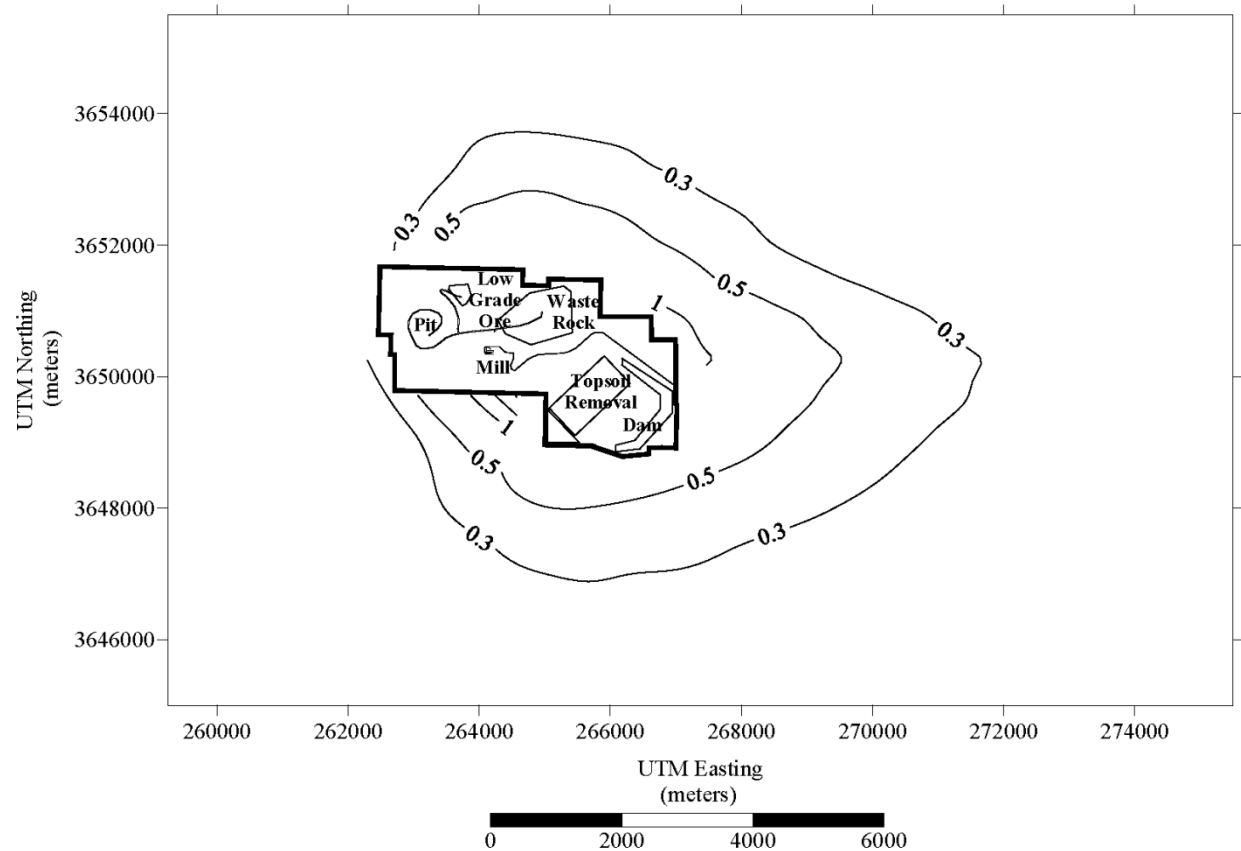 3654000
3652000
3650000
3648000
3646000
UTM Northing
(meters)
0.3
0.3
0.5
0.5
1
0.3
Low
Grade
Ore
Waste
Rock
Pit
Mill
Topsoil
Removal
Dam
1
0.5
0.5
0.3
0.3
260000 262000 264000 266000 268000 270000 272000 274000
UTM Easting
(meters)
0 2000 4000 6000